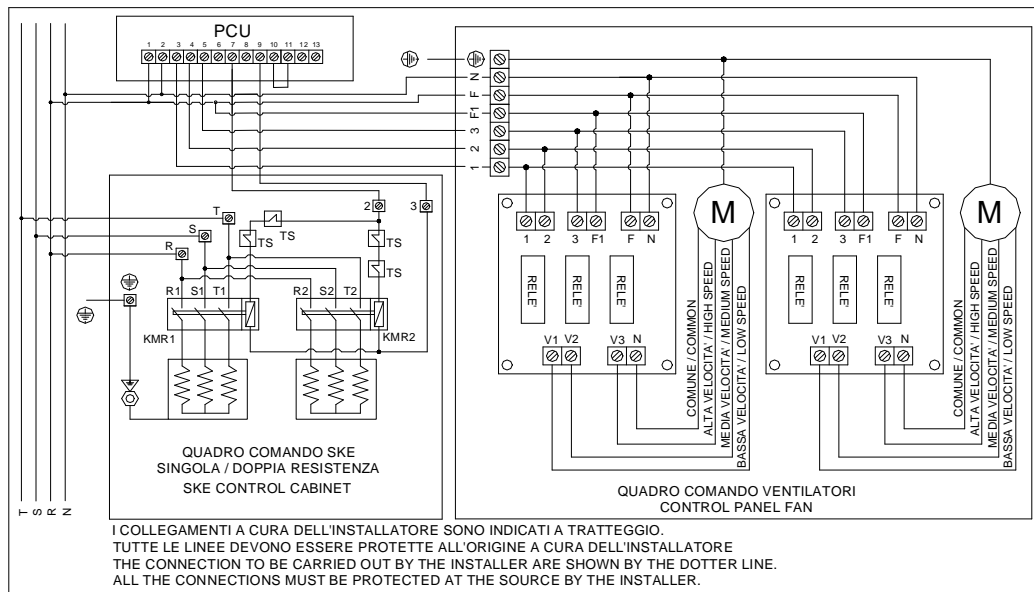 PCU
1 2 3 4 5 6 7 8 9 10 11 12 13
N
F
F1
3
2
1
T
S
R
2 3
TS
TS
TS
TS
R1 S1 T1
R2 S2 T2
KMR1
KMR2
QUADRO COMANDO SKE
SINGOLA / DOPPIA RESISTENZA
SKE CONTROL CABINET
1 2 3 F1 F N
RELE'
RELE'
RELE'
V1 V2 V3 N
M
COMUNE / COMMON
ALTA VELOCITA' / HIGH SPEED
MEDIA VELOCITA' / MEDIUM SPEED
BASSA VELOCITA' / LOW SPEED
1 2 3 F1 F N
RELE'
RELE'
RELE'
V1 V2 V3 N
M
COMUNE / COMMON
ALTA VELOCITA' / HIGH SPEED
MEDIA VELOCITA' / MEDIUM SPEED
BASSA VELOCITA' / LOW SPEED
QUADRO COMANDO VENTILATORI
CONTROL PANEL FAN
T S R N
I COLLEGAMENTI A CURA DELL'INSTALLATORE SONO INDICATI A TRATTEGGIO.
TUTTE LE LINEE DEVONO ESSERE PROTETTE ALL'ORIGINE A CURA DELL'INSTALLATORE
THE CONNECTION TO BE CARRIED OUT BY THE INSTALLER ARE SHOWN BY THE DOTTER LINE.
ALL THE CONNECTIONS MUST BE PROTECTED AT THE SOURCE BY THE INSTALLER.